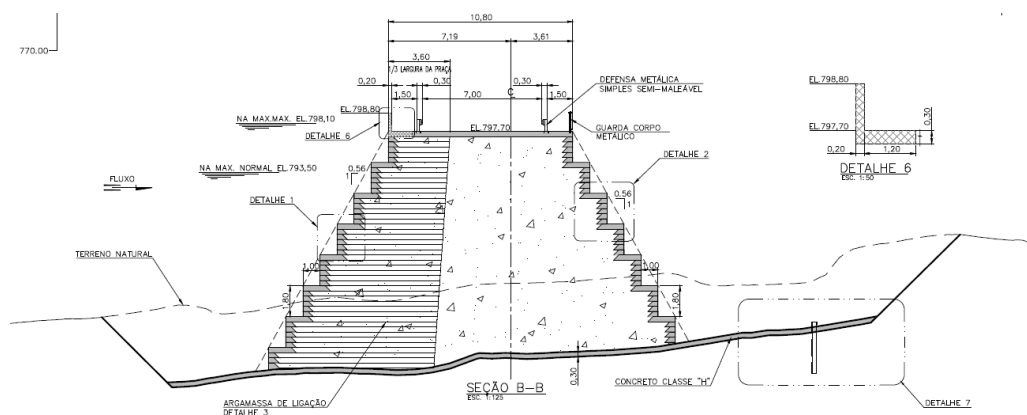 770.00
10,80
7,19
3,61
3,60
1/3 LARGURA DA PRAÇA
0,20
0,30
0,30
1,50
7,00
1,50
C
DEFENSA METÁLICA
SIMPLES SEMI-MALEÁVEL
EL.798,80
NA MAX.MAX. EL.798,10
EL.797,70
GUARDA CORPO
METÁLICO
DETALHE 6
DETALHE 2
NA MAX. NORMAL EL.793,50
0,56
1
0,56
1
FLUXO
DETALHE 1
TERRENO NATURAL
1,00
1,00
1,80
1,80
0,30
SEÇÃO B-B
ESC. 1:125
ARGAMASSA DE LIGAÇÃO
DETALHE 3
CONCRETO CLASSE "H"
DETALHE 7
EL.798,80
EL.797,70
0,30
0,20
1,20
DETALHE 6
ESC. 1:50